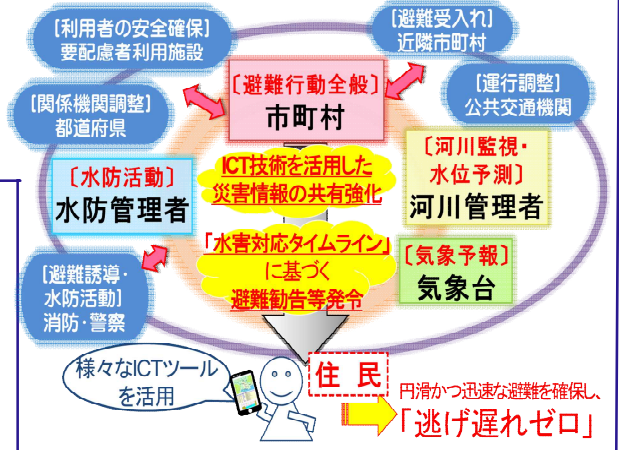 ［利用者の安全確保］
要配慮者利用施設
［避難受入れ］
近隣市町村
［関係機関調整］
都道府県
〔避難行動全般〕
市町村
［運行調整］
公共交通機関
〔水防活動〕
水防管理者
ICT技術を活用した
災害情報の共有強化
〔河川監視・
水位予測〕
河川管理者
「水害対応タイムライン」
に基づく
避難勧告等発令
〔気象予報〕
気象台
［避難誘導・
水防活動］
消防・警察
様々なICTツール
を活用
住 民
円滑かつ迅速な避難を確保し、
「逃げ遅れゼロ」